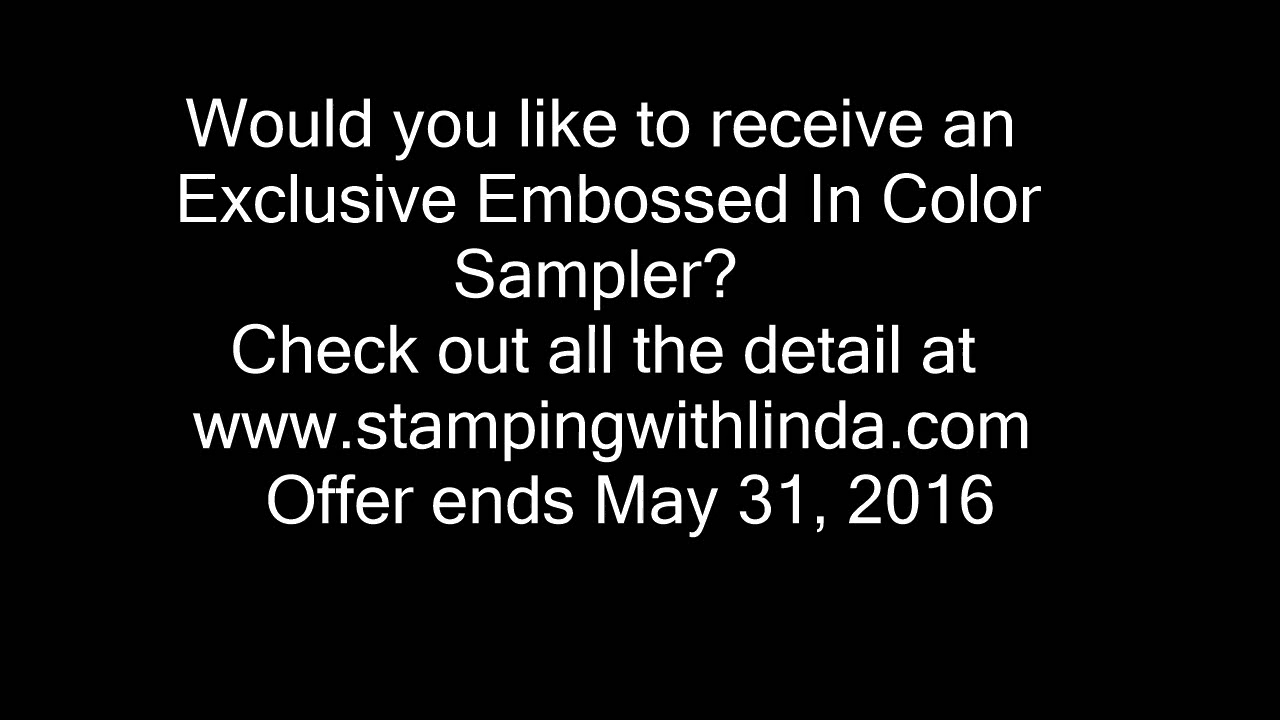 Would you like to receive an
Exclusive Embossed In Color
Sampler?
Check out all the detail at
www.stampingwithlinda.com
Offer ends May 31, 2016